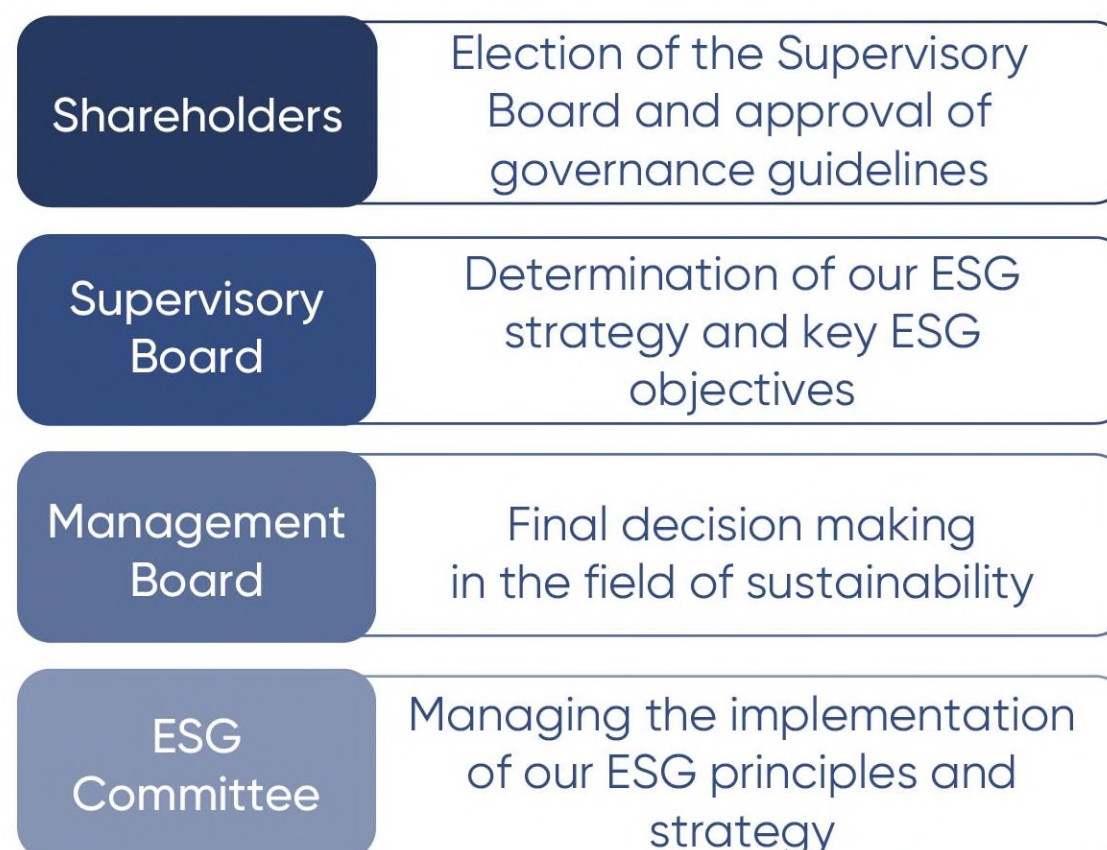 Shareholders
Election of the Supervisory
Board and approval of
governance guidelines
Supervisory
Board
Determination of our ESG
strategy and key ESG
objectives
Management
Board
Final decision making
in the field of sustainability
ESG
Committee
Managing the implementation
of our ESG principles and
strategy